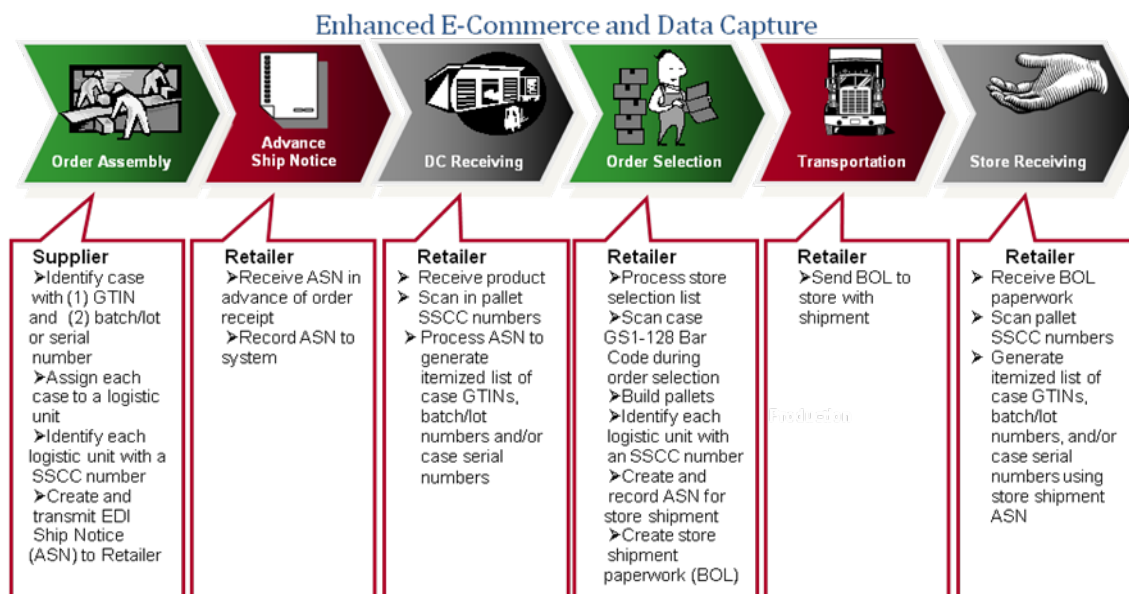 Enhanced E-Commerce and Data Capture
Order Assembly
Advance
Ship Notice
DC Receiving
Order Selection
Transportation
Store Receiving
Supplier
➤Identify case
with (1) GTIN
and (2) batch/lot
or serial
number
➤Assign each
case to a logistic
unit
➤Identify each
logistic unit with a
SSCC number
➤Create and
transmit EDI
Ship Notice
(ASN) to Retailer
Retailer
➤Receive ASN in
advance of order
receipt
➤Record ASN to
system
Retailer
➤ Receive product
➤ Scan in pallet
SSCC numbers
➤ Process ASN to
generate
itemized list of
case GTINs,
batch/lot
numbers and/or
case serial
numbers
Retailer
➤Process store
selection list
➤Scan case
GS1-128 Bar
Code during
order selection
➤Build pallets
➤Identify each
logistic unit with
an SSCC number
➤Create and
record ASN for
store shipment
➤Create store
shipment
paperwork (BOL)
Retailer
➤Send BOL to
store with
shipment
Production
Retailer
➤ Receive BOL
paperwork
➤ Scan pallet
SSCC numbers
➤ Generate
itemized list of
case GTINs,
batch/lot
numbers, and/or
case serial
numbers using
store shipment
ASN